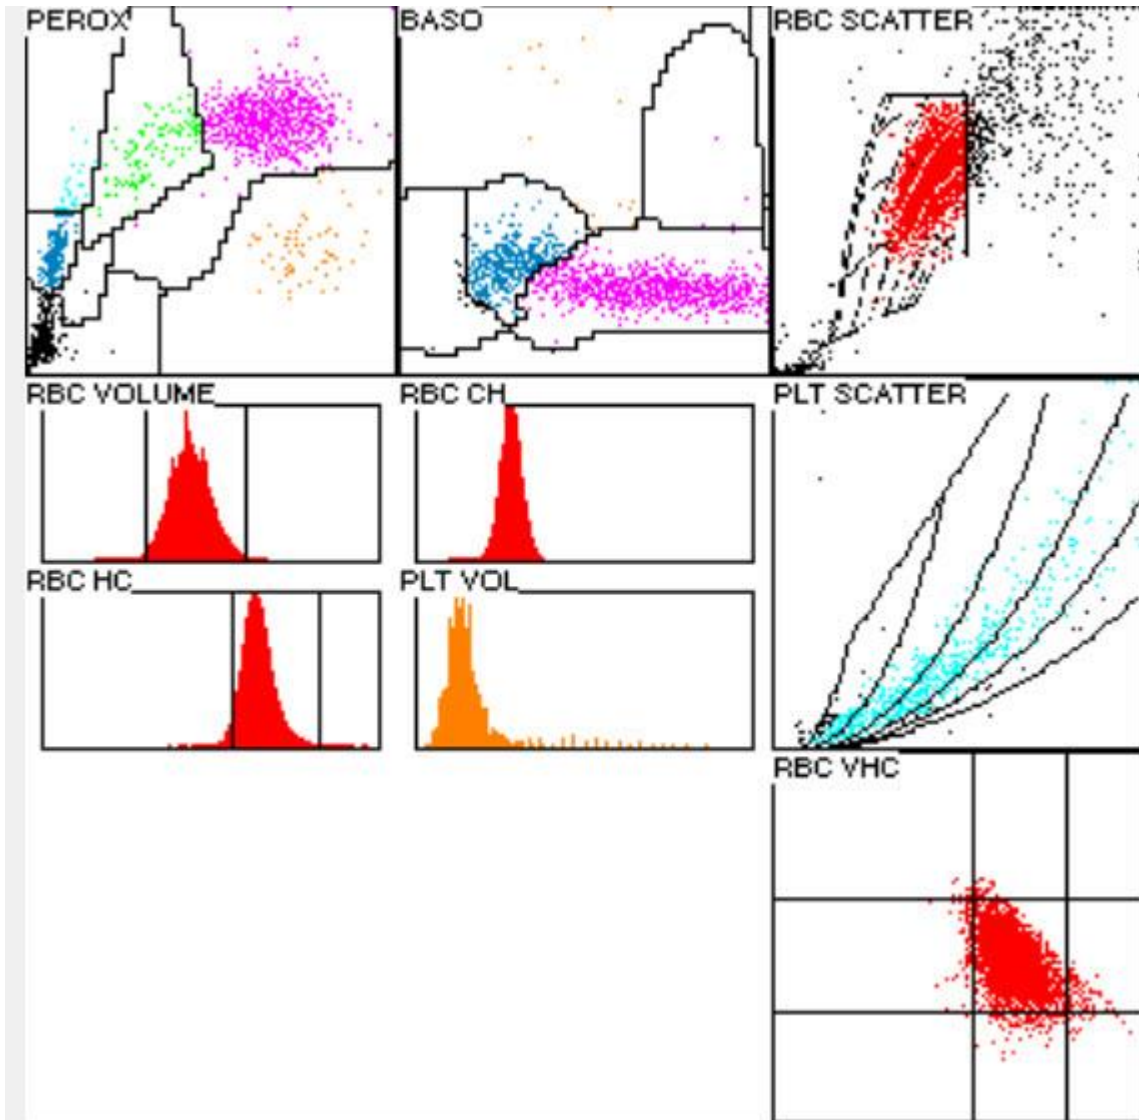 PEROX
BASO
RBC SCATTER
RBC VOLUME
RBC CH
PLT SCATTER
RBC HC
PLT VOL
RBC VHC